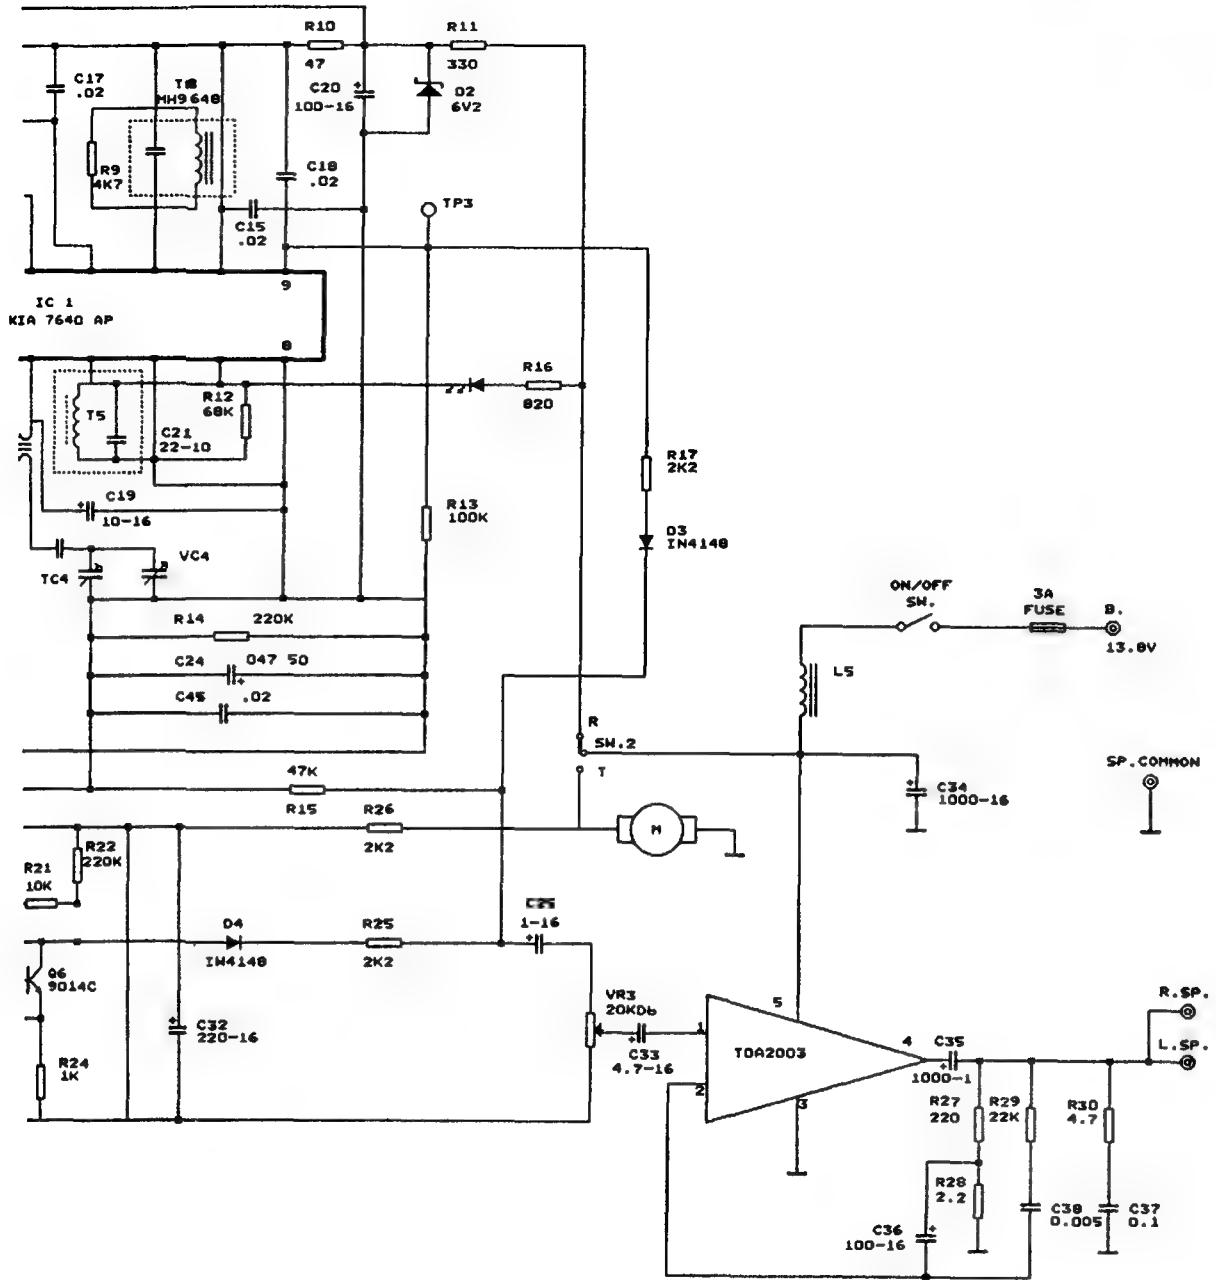 R10
47
R11
330
C17
.02
MH9648
C20
100-16
D2
6V2
R9
4K7
C18
.02
C15
.02
TP3
9
IC 1
KIA 7640 AP
8
R16
820
R12
68K
T5
C21
22-10
R17
2K2
C19
10-16
R13
100K
D3
IN4148
VC4
TC4
ON/OFF
SW.
3A
FUSE
B.
13.8V
R14
220K
L5
C24
047 50
C45
.02
R
SW.2
T
SP.COMMON
47K
R15
C34
1000-16
R26
2K2
M
R22
220K
R21
10K
D4
IW4148
R25
2K2
1-16
Q6
9014C
VR3
20KDb
R.SP.
C32
220-16
C33
4.7-16
1
5
TDA2003
4
C35
1000-1
L.SP.
R24
1K
2
3
R27
220
R29
22K
R30
4.7
R28
2.2
C36
100-16
C38
0.005
C37
0.1